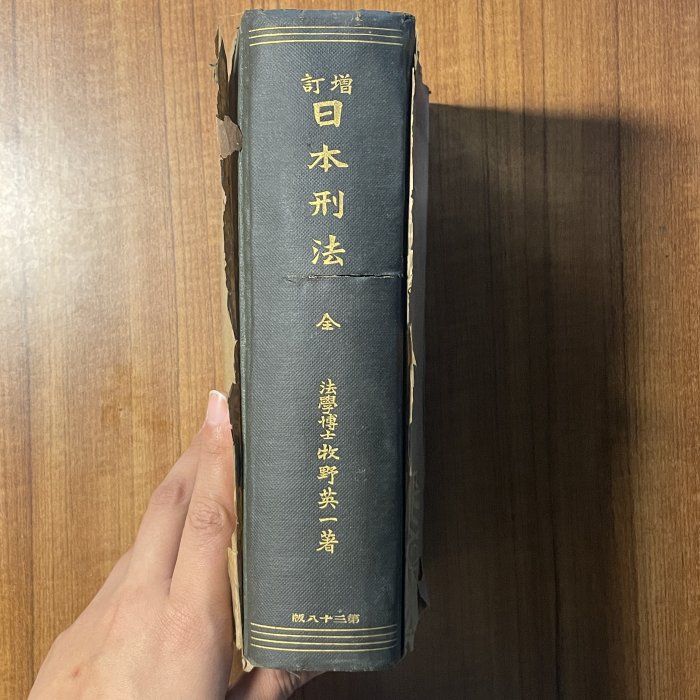 増訂
日本刑法
全
法學博士牧野英一著
第三十八版